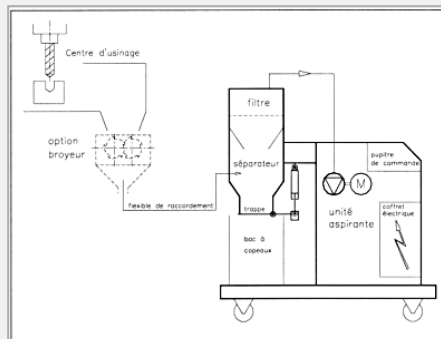 Centre d'usinage
option
broyeur
flexible de raccordement
filtre
séparateur
trappe
bac à
copeaux
M
unité
aspirante
pupitre
de commande
coffret
électrique